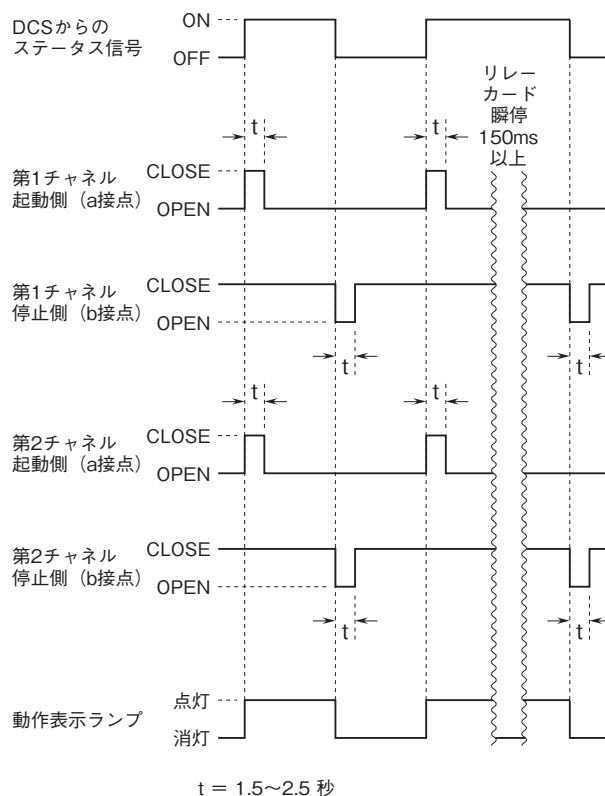 DCSからの
ステータス信号
ON
OFF
リレー
カード
瞬停
150ms
以上
t
t
第1チャネル
起動側（a接点）
CLOSE
OPEN
第1チャネル
停止側（b接点）
CLOSE
OPEN
t
t
t
t
第2チャネル
起動側（a接点）
CLOSE
OPEN
第2チャネル
停止側（b接点）
CLOSE
OPEN
t
t
動作表示ランプ
点灯
消灯
t ＝ 1.5〜2.5 秒